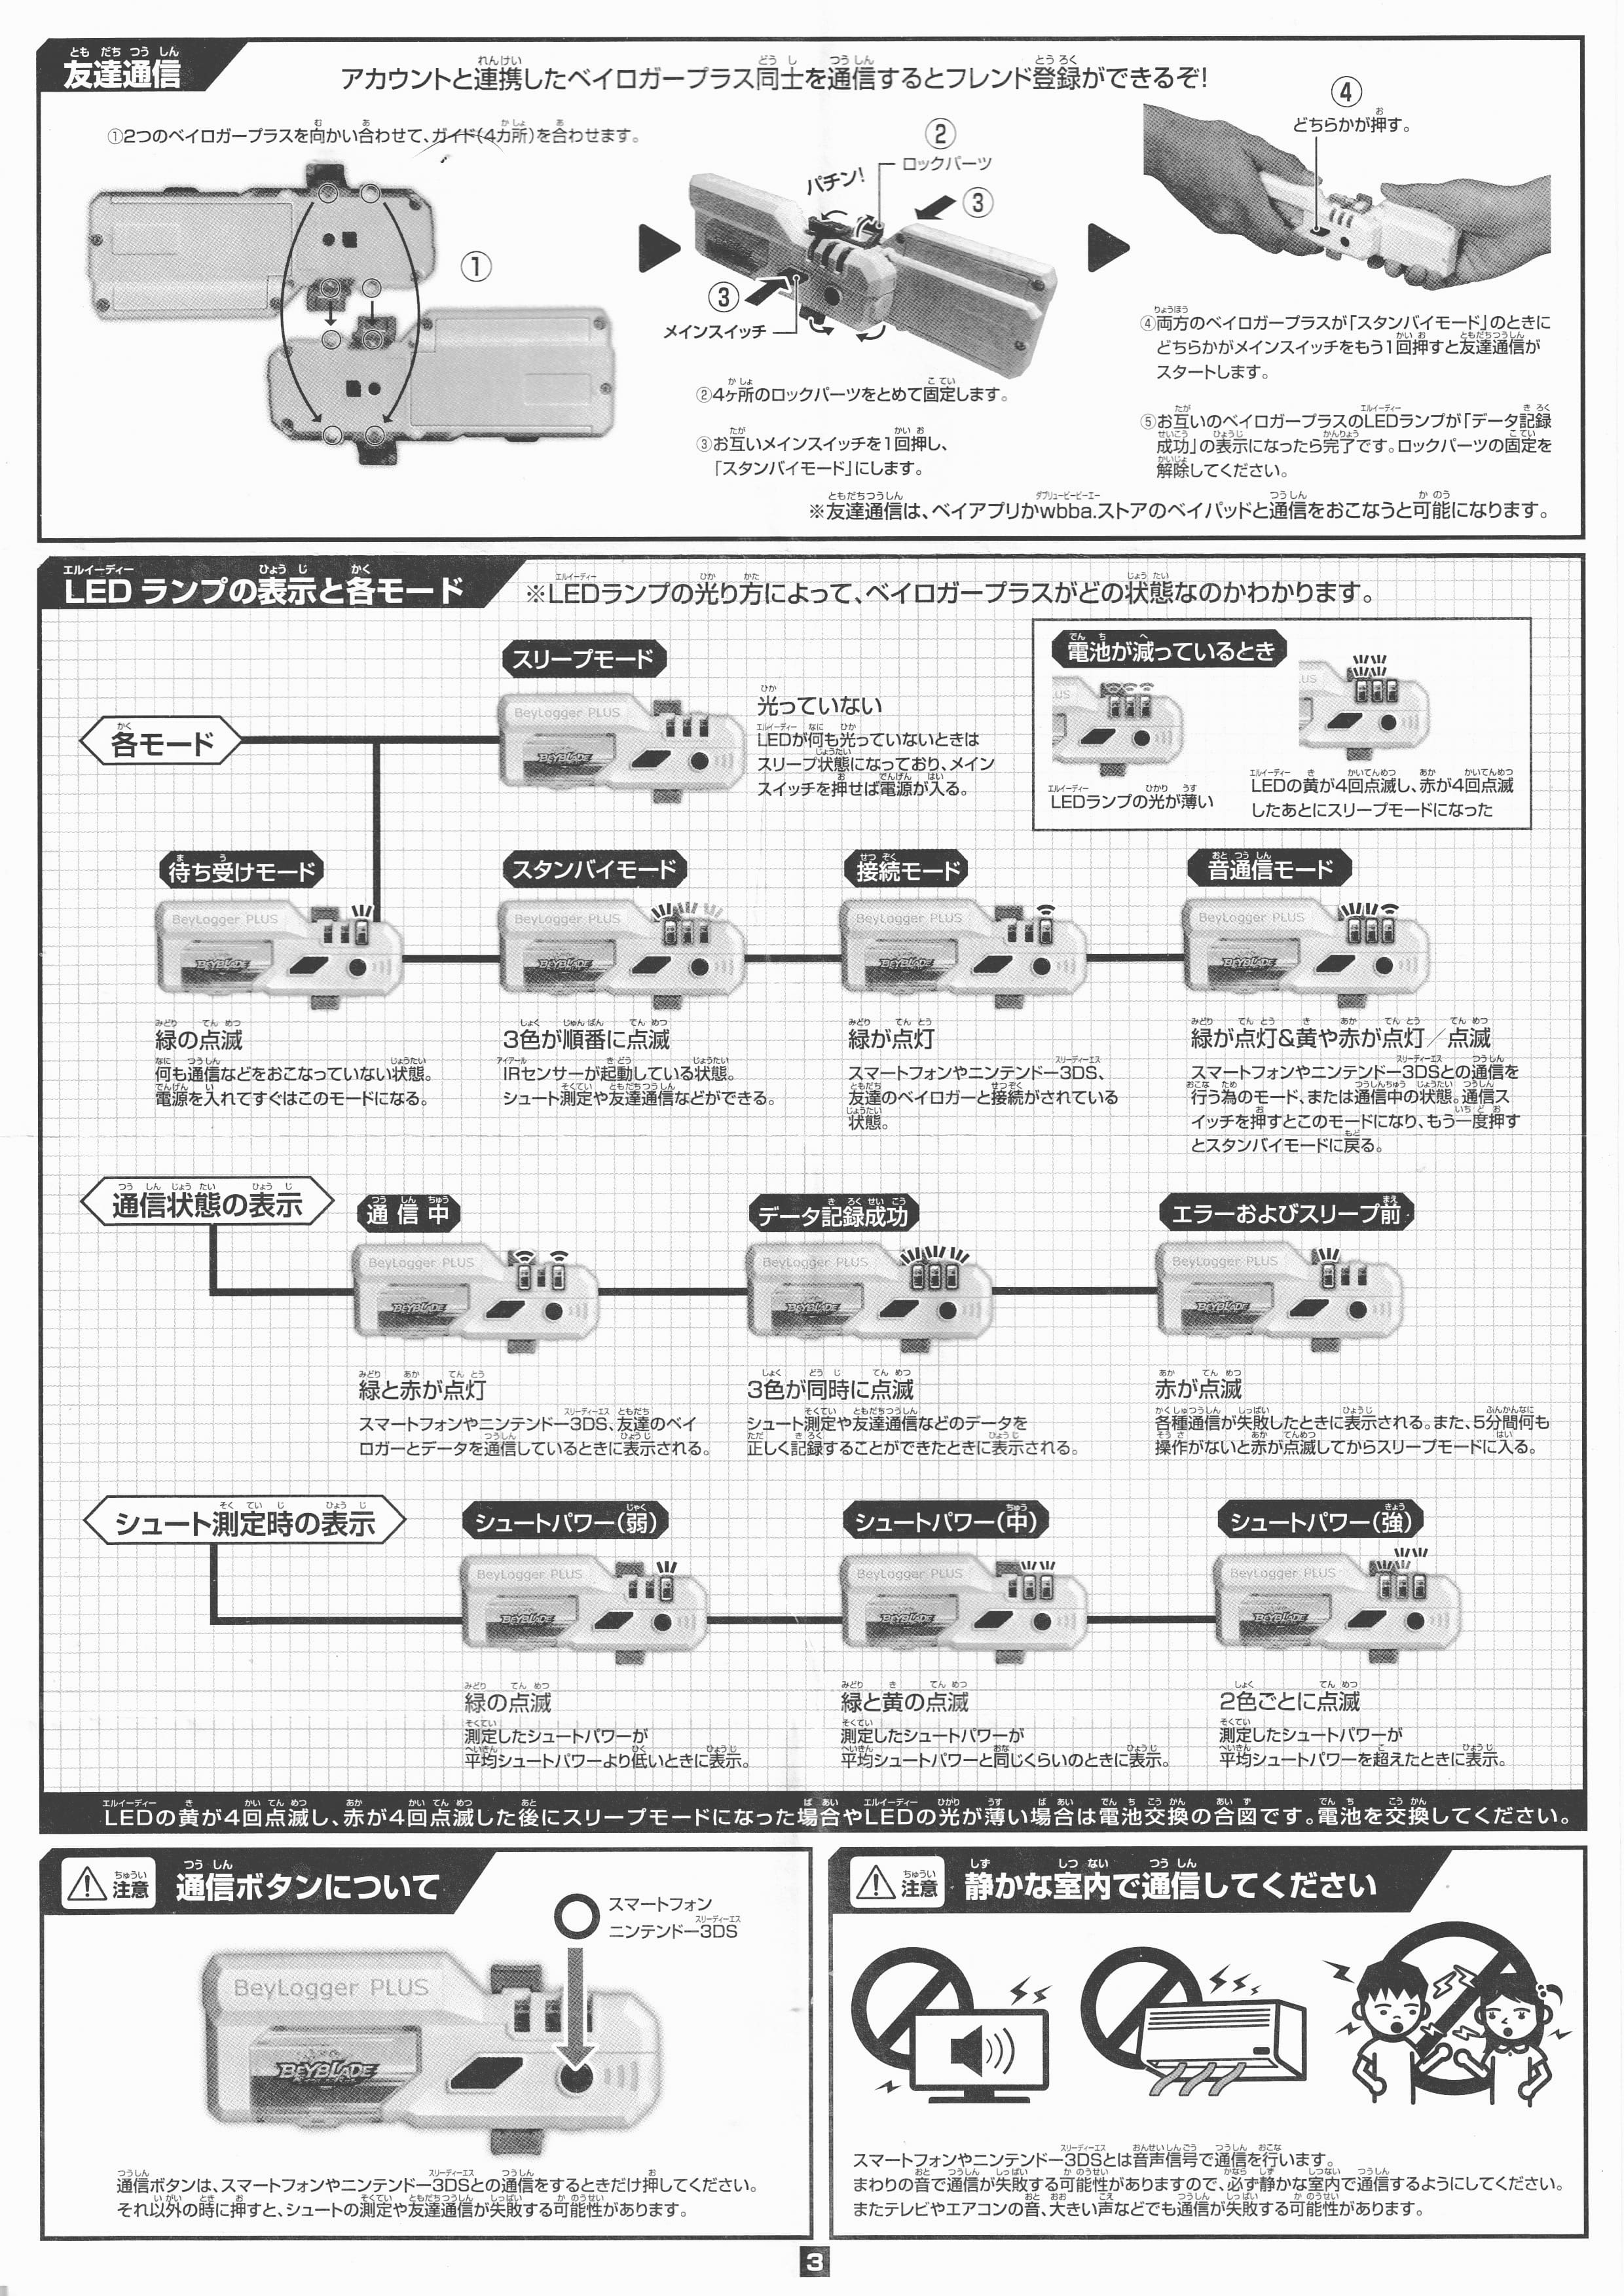 友達通信
アカウントと連携したベイロガープラス同士を通信するとフレンド登録ができるぞ!
①2つのベイロガープラスを向かい合わせて、ガイド(4カ所)を合わせます。
①
②
パチン!
ロックパーツ
③
③
メインスイッチ
②4ヶ所のロックパーツをとめて固定します。
③お互いメインスイッチを1回押し、
「スタンバイモード」にします。
④
どちらかが押す。
④両方のベイロガープラスが「スタンバイモード」のときに
どちらかがメインスイッチをもう1回押すと友達通信が
スタートします。
⑤お互いのベイロガープラスのLEDランプが「データ記録
成功」の表示になったら完了です。ロックパーツの固定を
解除してください。
※友達通信は、ベイアプリかwbba.ストアのベイパッドと通信をおこなうと可能になります。
LED ランプの表示と各モード
※LEDランプの光り方によって、ベイロガープラスがどの状態なのかわかります。
各モード
スリープモード
BeyLogger PLUS
BEYBLADE
光っていない
LEDが何も光っていないときは
スリープ状態になっており、メイン
スイッチを押せば電源が入る。
電池が減っているとき
LEDランプの光が薄い
LEDの黄が4回点滅し、赤が4回点滅
したあとにスリープモードになった
待ち受けモード
BeyLogger PLUS
BEYBLADE
緑の点滅
何も通信などをおこなっていない状態。
電源を入れてすぐはこのモードになる。
スタンバイモード
BeyLogger PLUS
BEYBLADE
3色が順番に点滅
IRセンサーが起動している状態。
シュート測定や友達通信などができる。
接続モード
BeyLogger PLUS
BEYBLADE
緑が点灯
スマートフォンやニンテンドー3DS、
友達のベイロガーと接続がされている
状態。
音通信モード
BeyLogger PLUS
BEYBLADE
緑が点灯&黄や赤が点灯／点滅
スマートフォンやニンテンドー3DSとの通信を
行う為のモード、または通信中の状態。通信ス
イッチを押すとこのモードになり、もう一度押す
とスタンバイモードに戻る。
通信状態の表示
通信中
BeyLogger PLUS
BEYBLADE
緑と赤が点灯
スマートフォンやニンテンドー3DS、友達のベイ
ロガーとデータを通信しているときに表示される。
データ記録成功
BeyLogger PLUS
BEYBLADE
3色が同時に点滅
シュート測定や友達通信などのデータを
正しく記録することができたときに表示される。
エラーおよびスリープ前
BeyLogger PLUS
BEYBLADE
赤が点滅
各種通信が失敗したときに表示される。また、5分間何も
操作がないと赤が点滅してからスリープモードに入る。
シュート測定時の表示
シュートパワー(弱)
BeyLogger PLUS
BEYBLADE
緑の点滅
測定したシュートパワーが
平均シュートパワーより低いときに表示。
シュートパワー(中)
BeyLogger PLUS
BEYBLADE
緑と黄の点滅
測定したシュートパワーが
平均シュートパワーと同じくらいのときに表示。
シュートパワー(強)
BeyLogger PLUS
BEYBLADE
2色ごとに点滅
測定したシュートパワーが
平均シュートパワーを超えたときに表示。
LEDの黄が4回点滅し、赤が4回点滅した後にスリープモードになった場合やLEDの光が薄い場合は電池交換の合図です。電池を交換してください。
注意 通信ボタンについて
スマートフォン
ニンテンドー3DS
BeyLogger PLUS
BEYBLADE
通信ボタンは、スマートフォンやニンテンドー3DSとの通信をするときだけ押してください。
それ以外の時に押すと、シュートの測定や友達通信が失敗する可能性があります。
注意 静かな室内で通信してください
スマートフォンやニンテンドー3DSとは音声信号で通信を行います。
まわりの音で通信が失敗する可能性がありますので、必ず静かな室内で通信するようにしてください。
またテレビやエアコンの音、大きい声などでも通信が失敗する可能性があります。
3